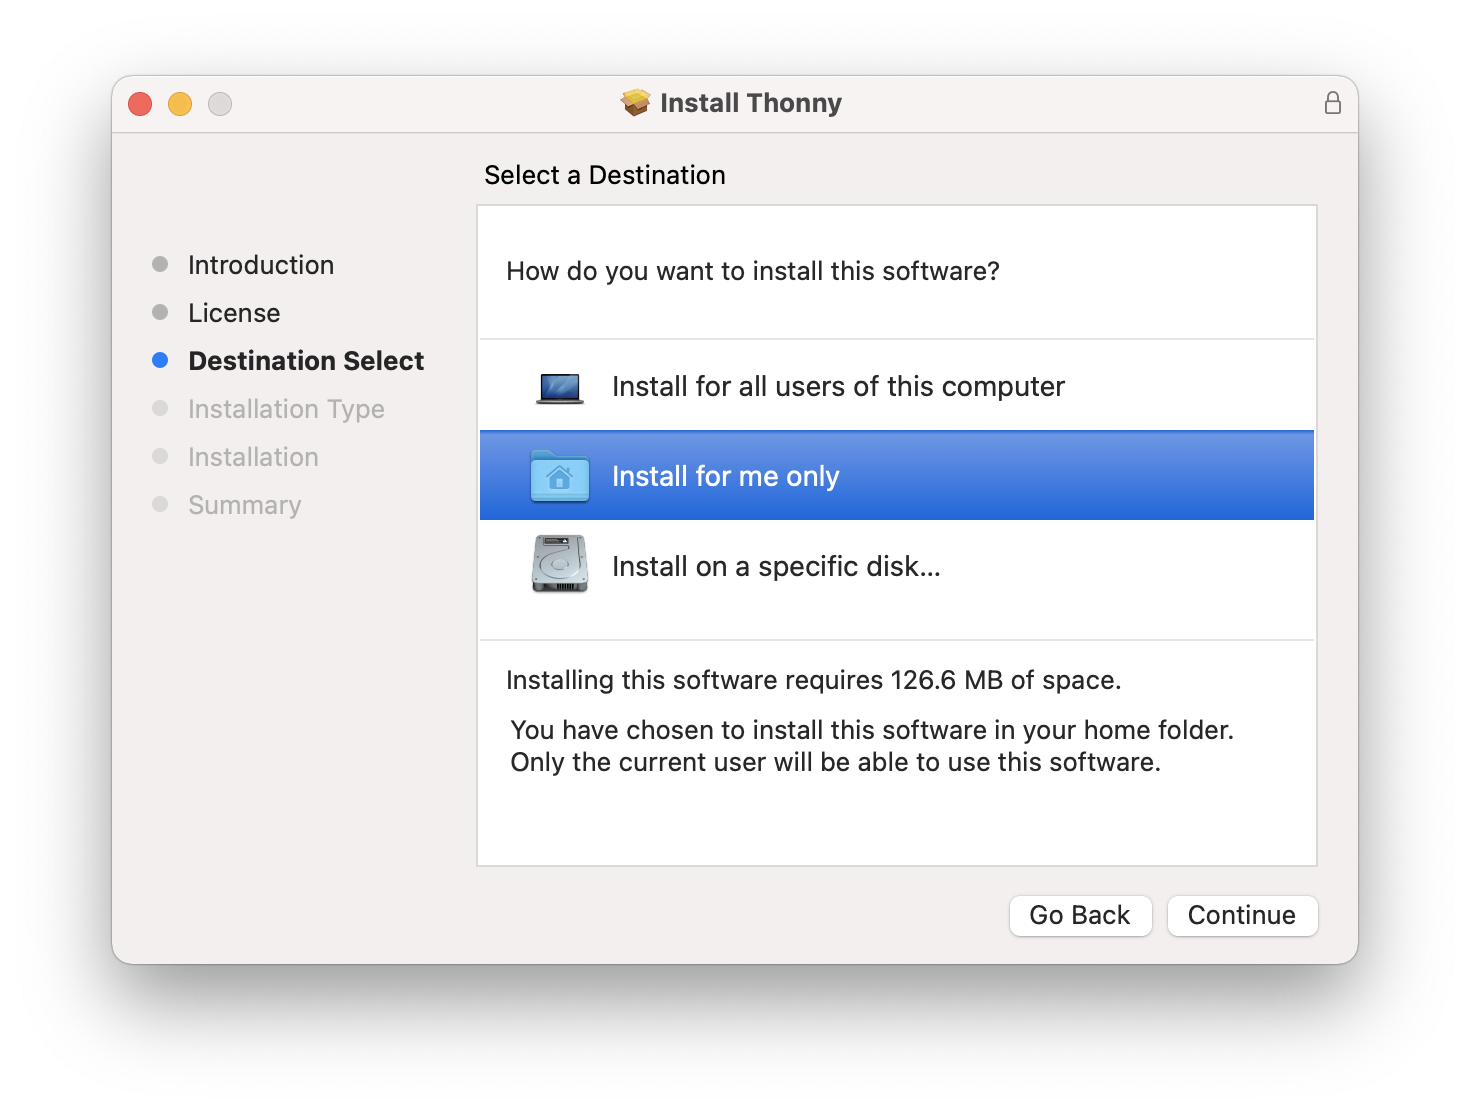 Install Thonny
Select a Destination
Introduction
License
Destination Select
Installation Type
Installation
Summary
How do you want to install this software?
Install for all users of this computer
Install for me only
Install on a specific disk...
Installing this software requires 126.6 MB of space.
You have chosen to install this software in your home folder.
Only the current user will be able to use this software.
Go Back
Continue